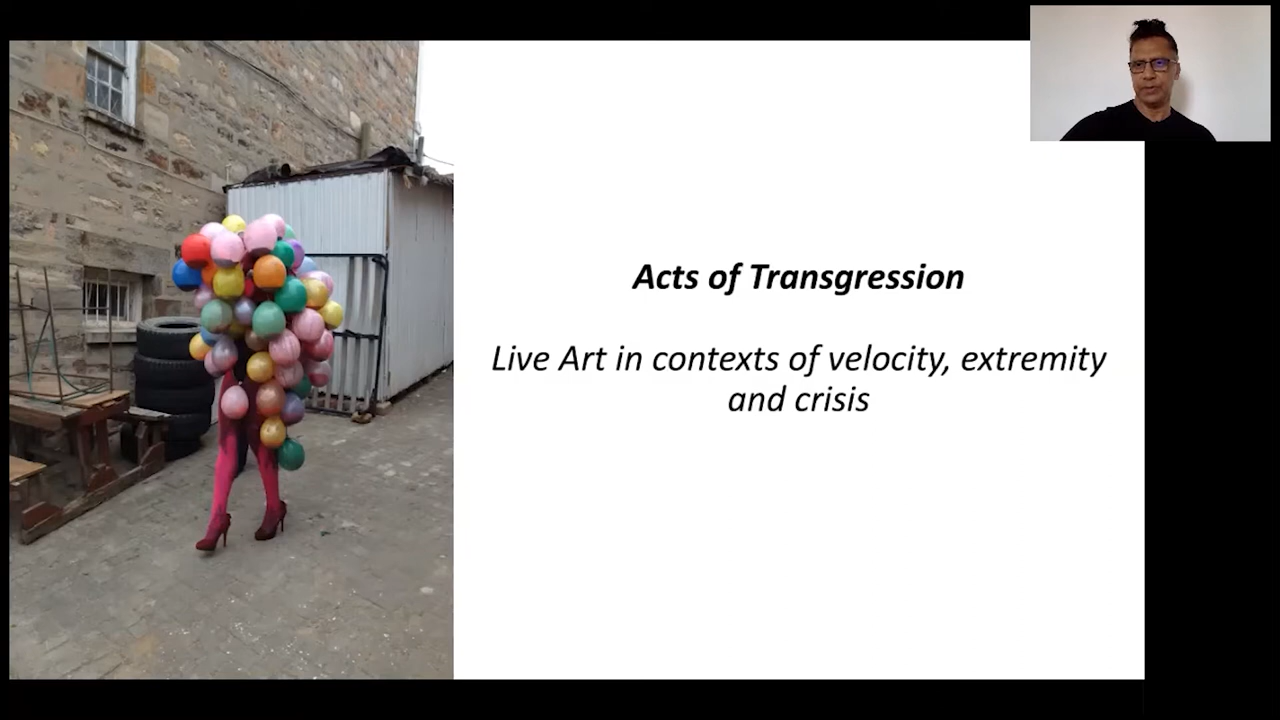 Acts of Transgression
Live Art in contexts of velocity, extremity
and crisis